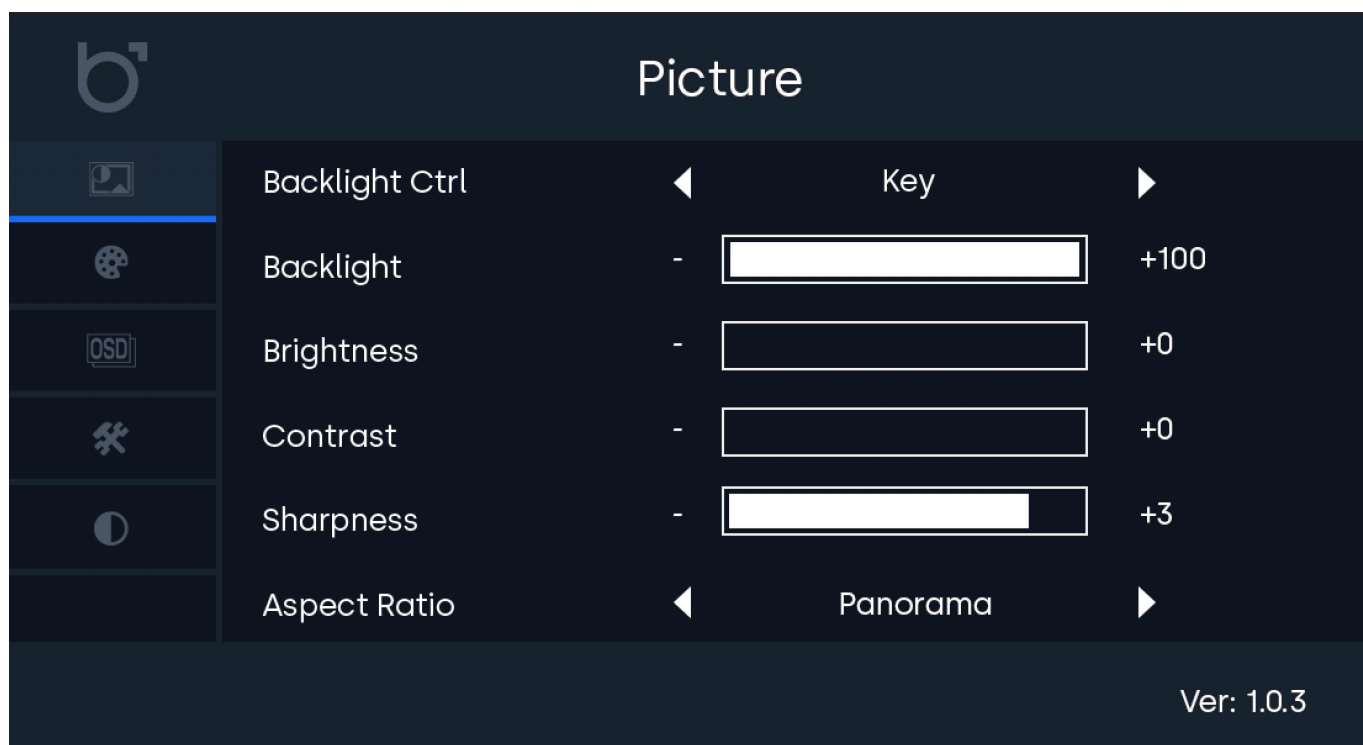 Picture
Backlight Ctrl Key
Backlight - +100
Brightness - +0
OSD
Contrast - +0
Sharpness - +3
Aspect Ratio Panorama
Ver: 1.0.3